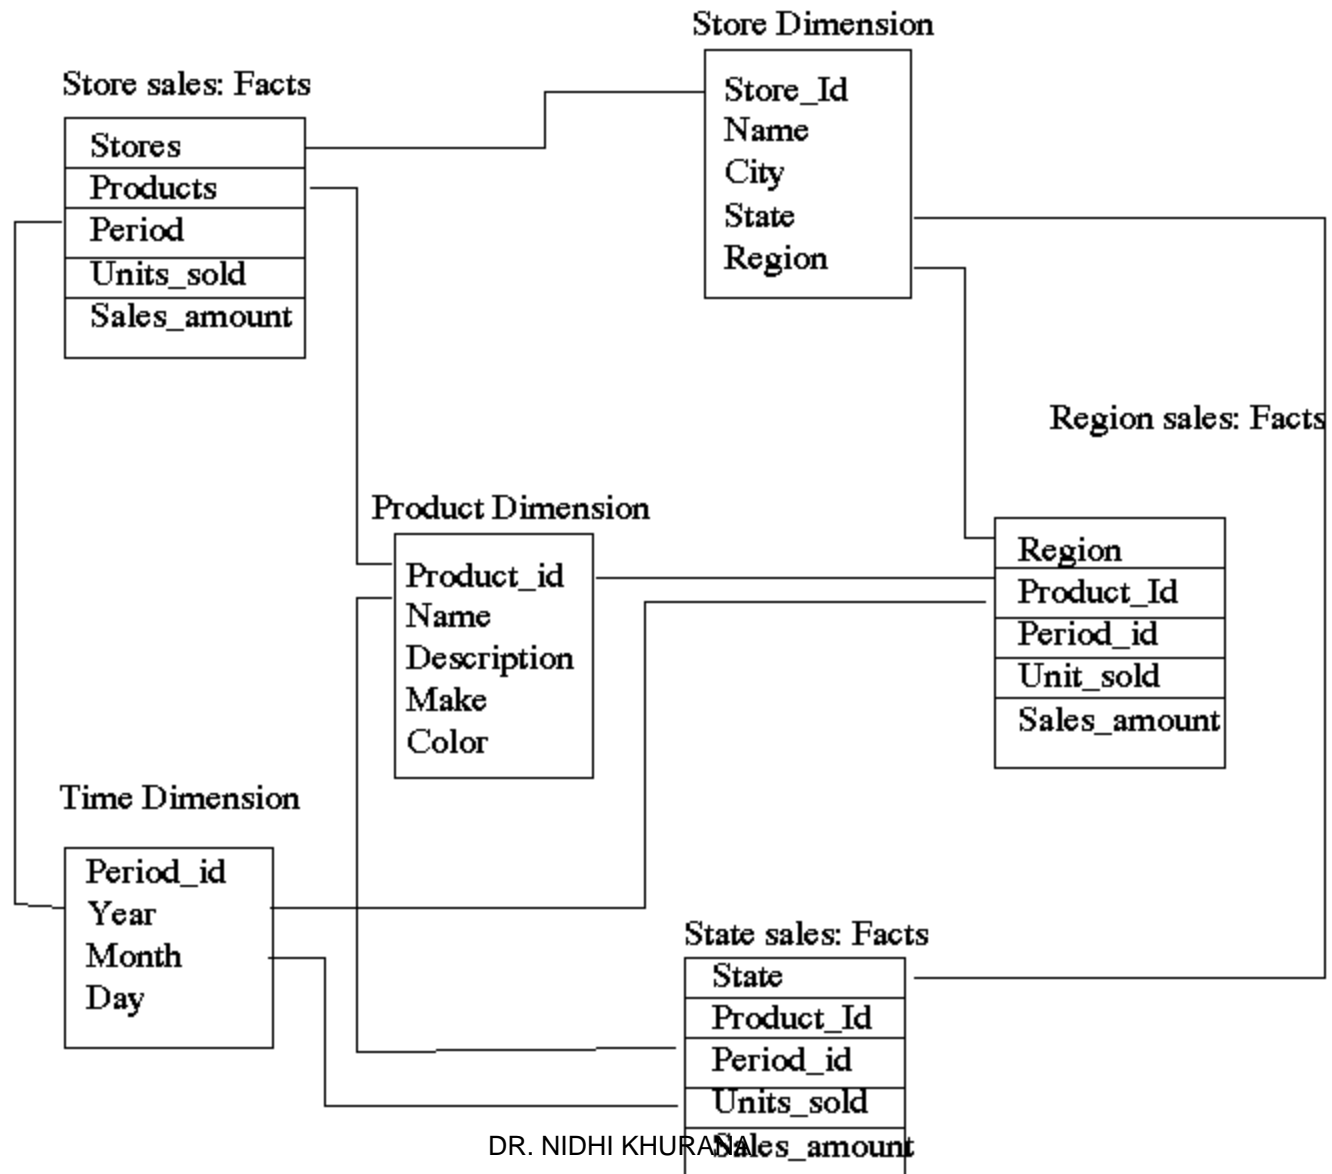 Store Dimension
Store_Id
Name
City
State
Region
Store sales: Facts
Stores
Products
Period
Units_sold
Sales_amount
Region sales: Facts
Region
Product_Id
Period_id
Unit_sold
Sales_amount
Product Dimension
Product_id
Name
Description
Make
Color
Time Dimension
Period_id
Year
Month
Day
State sales: Facts
State
Product_Id
Period_id
Units_sold
Sales_amount
DR. NIDHI KHURANA